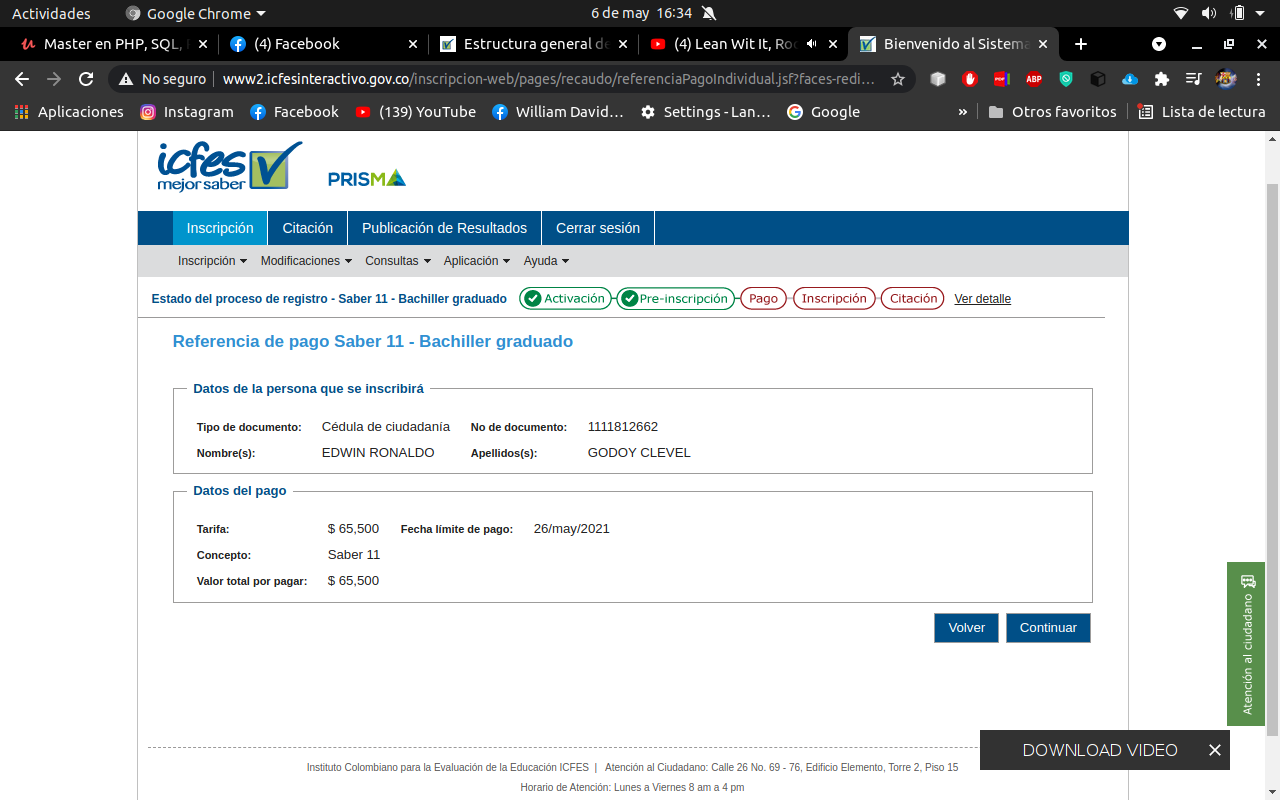 Actividades Google Chrome 6 de may 16:34
Master en PHP, SQL, (4) Facebook Estructura general de (4) Lean Wit It, Roc Bienvenido al Sistema
No seguro www2.icfesinteractivo.gov.co/inscripcion-web/pages/recaudo/referenciaPagoIndividual.jsf?faces-redi...
Aplicaciones Instagram Facebook (139) YouTube William David... Settings - Lan... Google » Otros favoritos Lista de lectura
icfes
mejor saber
PRISMA
Inscripción Citación Publicación de Resultados Cerrar sesión
Inscripción Modificaciones Consultas Aplicación Ayuda
Estado del proceso de registro - Saber 11 - Bachiller graduado Activación Pre-inscripción Pago Inscripción Citación Ver detalle
Referencia de pago Saber 11 - Bachiller graduado
Datos de la persona que se inscribirá
Tipo de documento: Cédula de ciudadanía No de documento: 1111812662
Nombre(s): EDWIN RONALDO Apellidos(s): GODOY CLEVEL
Datos del pago
Tarifa: $ 65,500 Fecha límite de pago: 26/may/2021
Concepto: Saber 11
Valor total por pagar: $ 65,500
Volver Continuar
Atención al ciudadano
DOWNLOAD VIDEO
Instituto Colombiano para la Evaluación de la Educación ICFES | Atención al Ciudadano: Calle 26 No. 69 - 76, Edificio Elemento, Torre 2, Piso 15
Horario de Atención: Lunes a Viernes 8 am a 4 pm